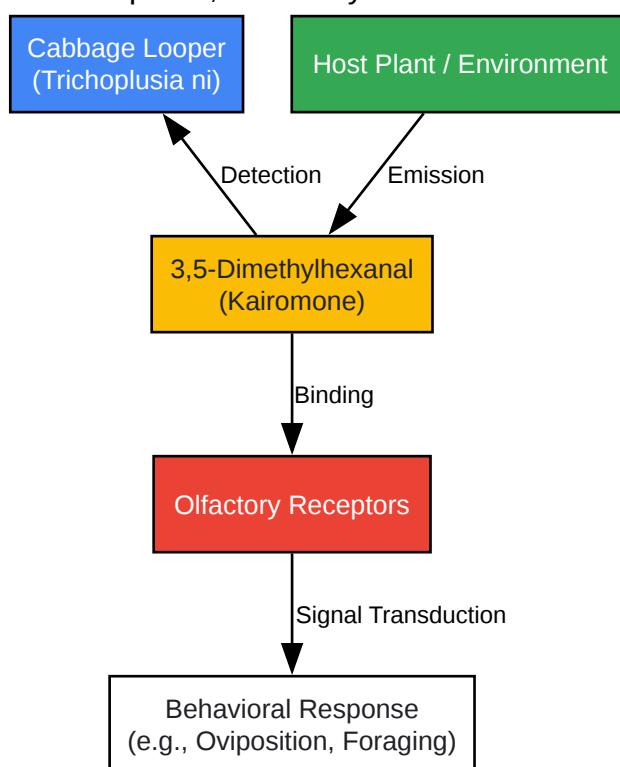 Cabbage Looper
(Trichoplusia ni)
Host Plant / Environment
Detection
Emission
3,5-Dimethylhexanal
(Kairomone)
Binding
Olfactory Receptors
Signal Transduction
Behavioral Response
(e.g., Oviposition, Foraging)